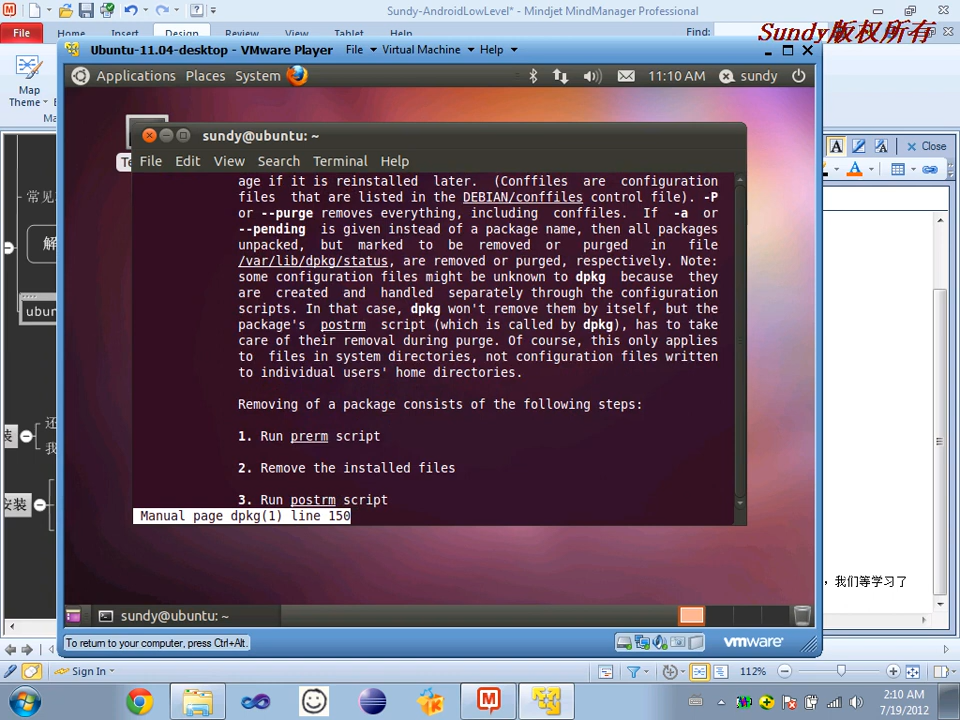 Sundy-AndroidLowLevel* - Mindjet MindManager Professional
Sundy版权所有
File
Home
Insert
Design
Review
View
Tablet
Help
Find:
Map
Theme
Ubuntu-11.04-desktop - VMware Player
File
Virtual Machine
Help
Close
Applications Places System
11:10 AM
sundy
sundy@ubuntu: ~
File Edit View Search Terminal Help
age if it is reinstalled later. (Conffiles are configuration
files that are listed in the DEBIAN/conffiles control file). -P
or --purge removes everything, including conffiles. If -a or
--pending is given instead of a package name, then all packages
unpacked, but marked to be removed or purged in file
/var/lib/dpkg/status, are removed or purged, respectively. Note:
some configuration files might be unknown to dpkg because they
are created and handled separately through the configuration
scripts. In that case, dpkg won't remove them by itself, but the
package's postrm script (which is called by dpkg), has to take
care of their removal during purge. Of course, this only applies
to files in system directories, not configuration files written
to individual users' home directories.
Removing of a package consists of the following steps:
1. Run prerm script
2. Remove the installed files
3. Run postrm script
Manual page dpkg(1) line 150
常见
解
ubun
还
我
装
安装
，我们等学习了
sundy@ubuntu: ~
To return to your computer, press Ctrl+Alt.
vmware
Sign In
112%
2:10 AM
7/19/2012